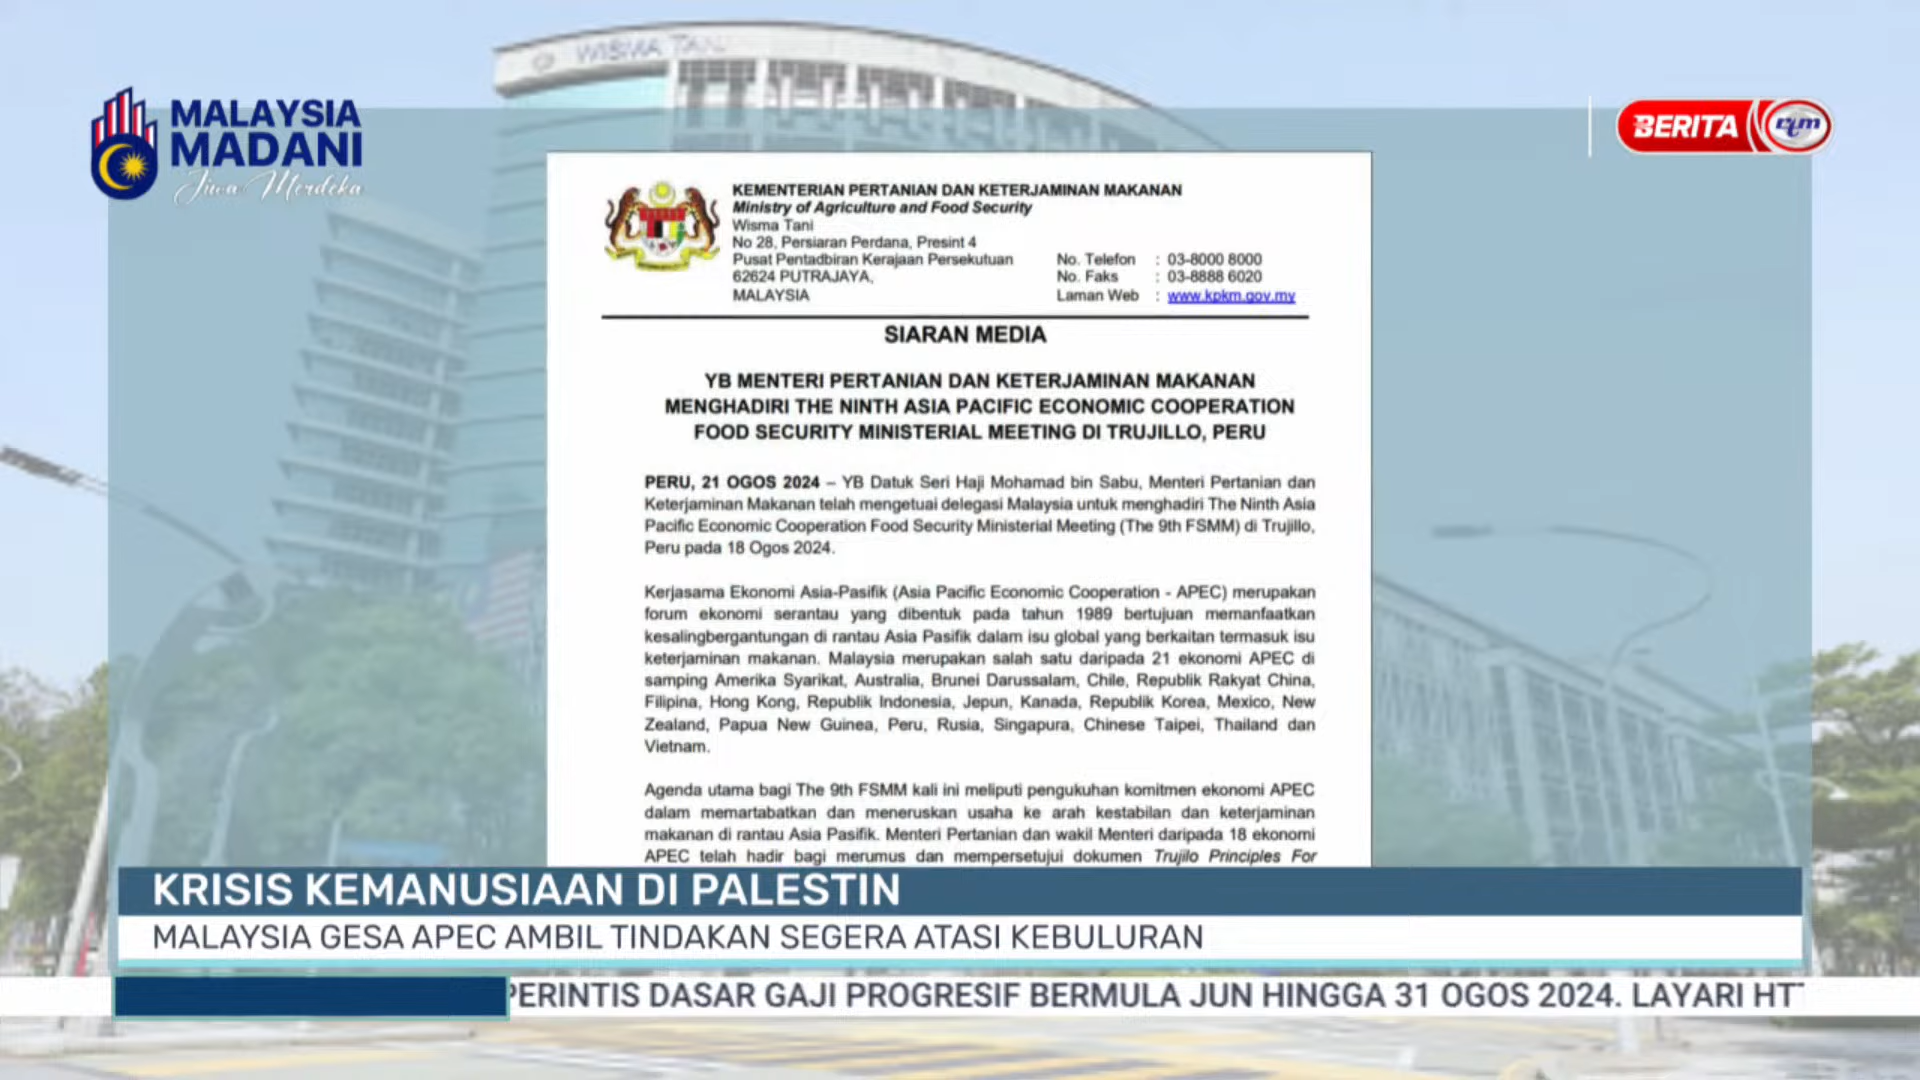 WISMA TANI
MALAYSIA
MADANI
Jiwa Merdeka
BERITA rtm
KEMENTERIAN PERTANIAN DAN KETERJAMINAN MAKANAN
Ministry of Agriculture and Food Security
Wisma Tani
No 28, Persiaran Perdana, Presint 4
Pusat Pentadbiran Kerajaan Persekutuan
62624 PUTRAJAYA,
MALAYSIA
No. Telefon : 03-8000 8000
No. Faks : 03-8888 6020
Laman Web : www.kpkm.gov.my
SIARAN MEDIA
YB MENTERI PERTANIAN DAN KETERJAMINAN MAKANAN
MENGHADIRI THE NINTH ASIA PACIFIC ECONOMIC COOPERATION
FOOD SECURITY MINISTERIAL MEETING DI TRUJILLO, PERU
PERU, 21 OGOS 2024 – YB Datuk Seri Haji Mohamad bin Sabu, Menteri Pertanian dan
Keterjaminan Makanan telah mengetuai delegasi Malaysia untuk menghadiri The Ninth Asia
Pacific Economic Cooperation Food Security Ministerial Meeting (The 9th FSMM) di Trujillo,
Peru pada 18 Ogos 2024.
Kerjasama Ekonomi Asia-Pasifik (Asia Pacific Economic Cooperation - APEC) merupakan
forum ekonomi serantau yang dibentuk pada tahun 1989 bertujuan memanfaatkan
kesalingbergantungan di rantau Asia Pasifik dalam isu global yang berkaitan termasuk isu
keterjaminan makanan. Malaysia merupakan salah satu daripada 21 ekonomi APEC di
samping Amerika Syarikat, Australia, Brunei Darussalam, Chile, Republik Rakyat China,
Filipina, Hong Kong, Republik Indonesia, Jepun, Kanada, Republik Korea, Mexico, New
Zealand, Papua New Guinea, Peru, Rusia, Singapura, Chinese Taipei, Thailand dan
Vietnam.
Agenda utama bagi The 9th FSMM kali ini meliputi pengukuhan komitmen ekonomi APEC
dalam memartabatkan dan meneruskan usaha ke arah kestabilan dan keterjaminan
makanan di rantau Asia Pasifik. Menteri Pertanian dan wakil Menteri daripada 18 ekonomi
APEC telah hadir bagi merumus dan mempersetujui dokumen Trujilo Principles For
KRISIS KEMANUSIAAN DI PALESTIN
MALAYSIA GESA APEC AMBIL TINDAKAN SEGERA ATASI KEBULURAN
PERINTIS DASAR GAJI PROGRESIF BERMULA JUN HINGGA 31 OGOS 2024. LAYARI HTT